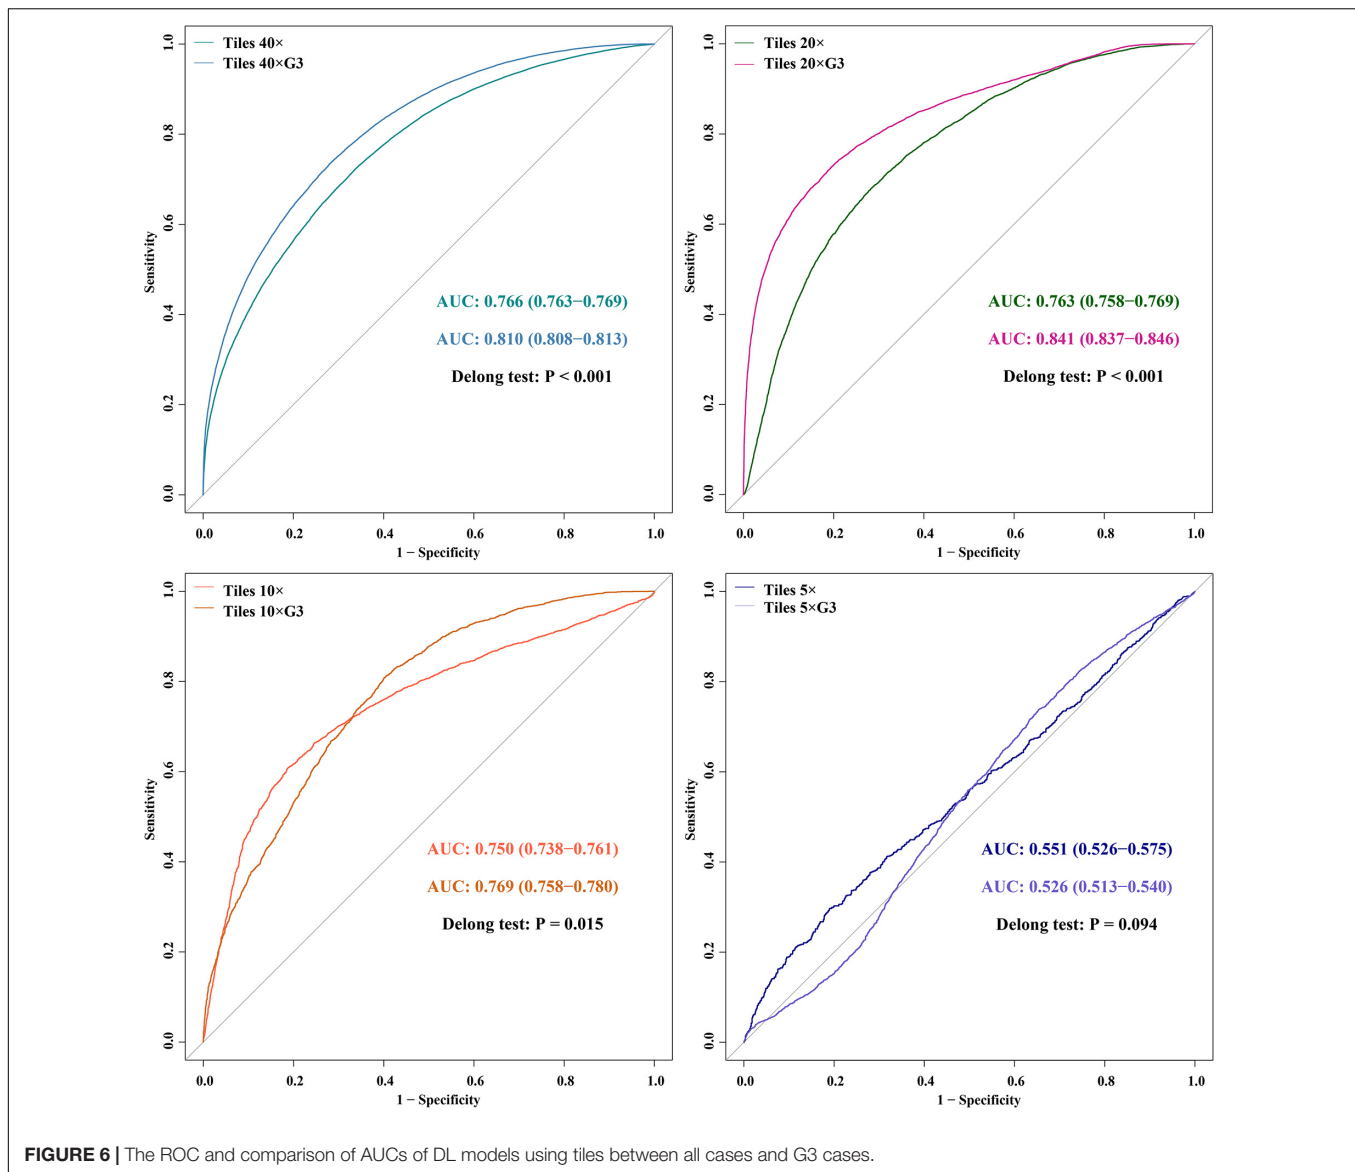 Tiles 40×
Tiles 40×G3
1.0
0.8
0.6
0.4
0.2
0.0
Sensitivity
AUC: 0.766 (0.763−0.769)
AUC: 0.810 (0.808−0.813)
Delong test: P < 0.001
0.0 0.2 0.4 0.6 0.8 1.0
1 − Specificity
Tiles 20×
Tiles 20×G3
1.0
0.8
0.6
0.4
0.2
0.0
Sensitivity
AUC: 0.763 (0.758−0.769)
AUC: 0.841 (0.837−0.846)
Delong test: P < 0.001
0.0 0.2 0.4 0.6 0.8 1.0
1 − Specificity
Tiles 10×
Tiles 10×G3
1.0
0.8
0.6
0.4
0.2
0.0
Sensitivity
AUC: 0.750 (0.738−0.761)
AUC: 0.769 (0.758−0.780)
Delong test: P = 0.015
0.0 0.2 0.4 0.6 0.8 1.0
1 − Specificity
Tiles 5×
Tiles 5×G3
1.0
0.8
0.6
0.4
0.2
0.0
Sensitivity
AUC: 0.551 (0.526−0.575)
AUC: 0.526 (0.513−0.540)
Delong test: P = 0.094
0.0 0.2 0.4 0.6 0.8 1.0
1 − Specificity
FIGURE 6 | The ROC and comparison of AUCs of DL models using tiles between all cases and G3 cases.